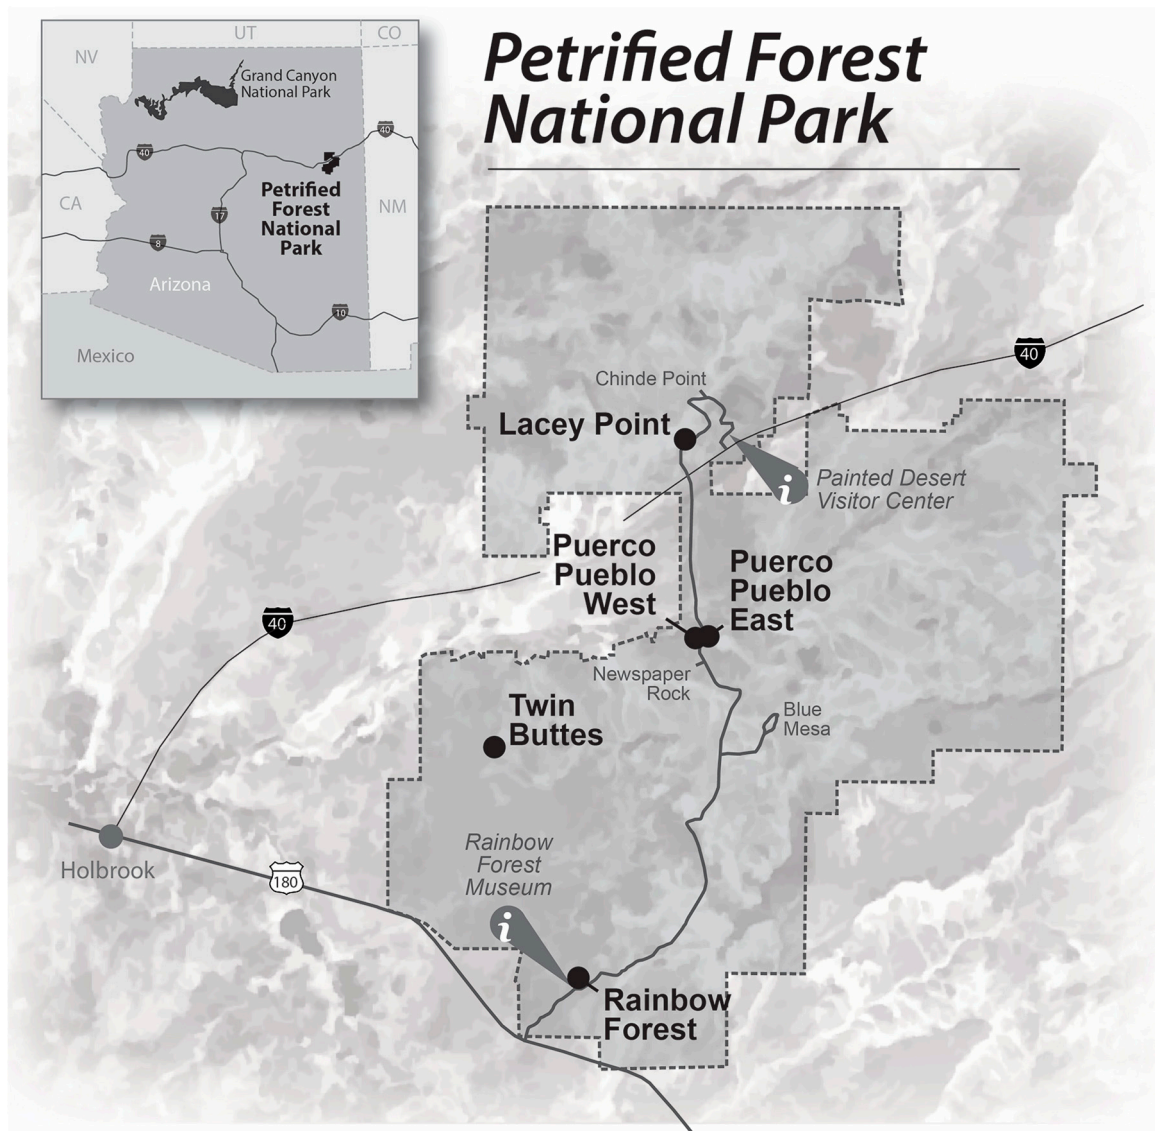 Petrified Forest
National Park
NV
UT
CO
Grand Canyon
National Park
40
40
CA
Petrified
Forest
National
Park
NM
17
8
Arizona
10
Mexico
40
Chinde Point
Lacey Point
Painted Desert
Visitor Center
i
Puerco
Pueblo
West
Puerco
Pueblo
East
40
Newspaper
Rock
Twin
Buttes
Blue
Mesa
Rainbow
Forest
Museum
Holbrook
180
i
Rainbow
Forest